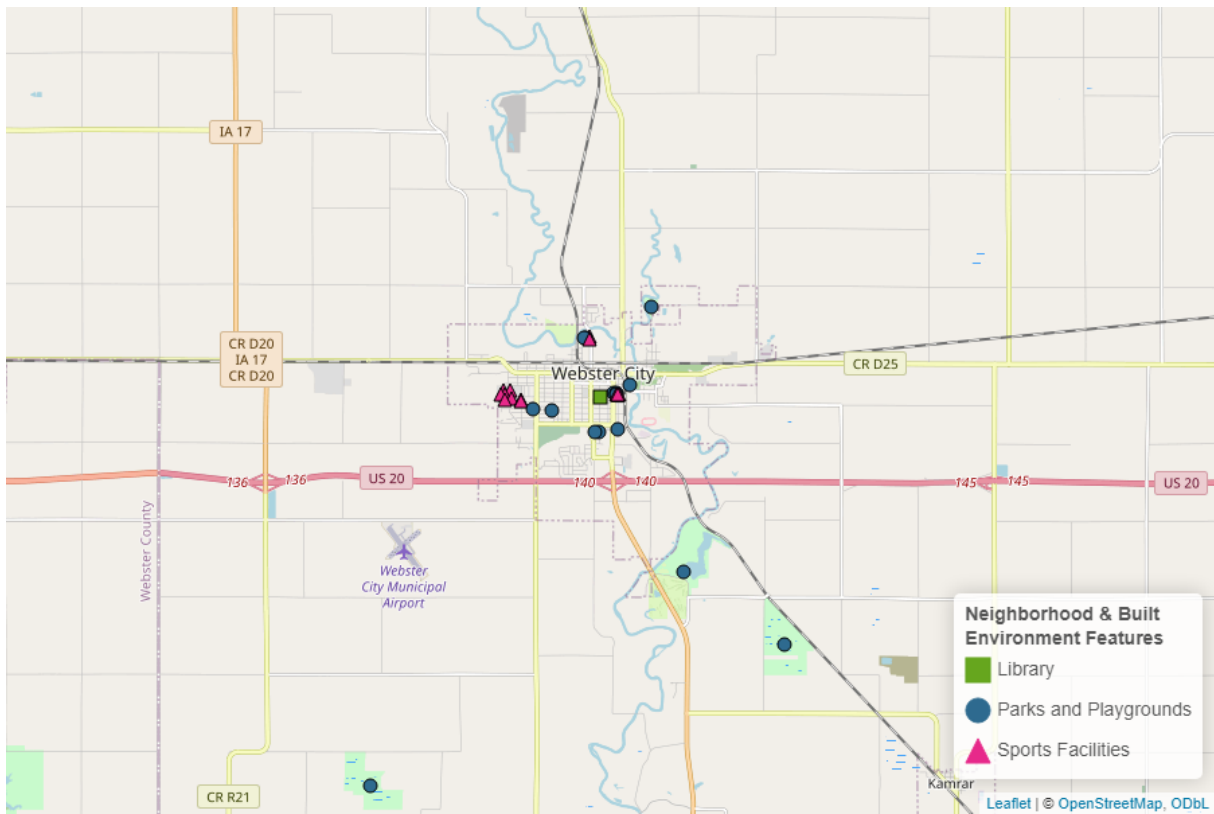 IA 17
CR D20
IA 17
CR D20
Webster City
CR D25
136
136
US 20
140
140
145
145
US 20
Webster County
Webster
City Municipal
Airport
Neighborhood & Built
Environment Features
Library
Parks and Playgrounds
Sports Facilities
Kamrar
CR R21
Leaflet | © OpenStreetMap, ODbL